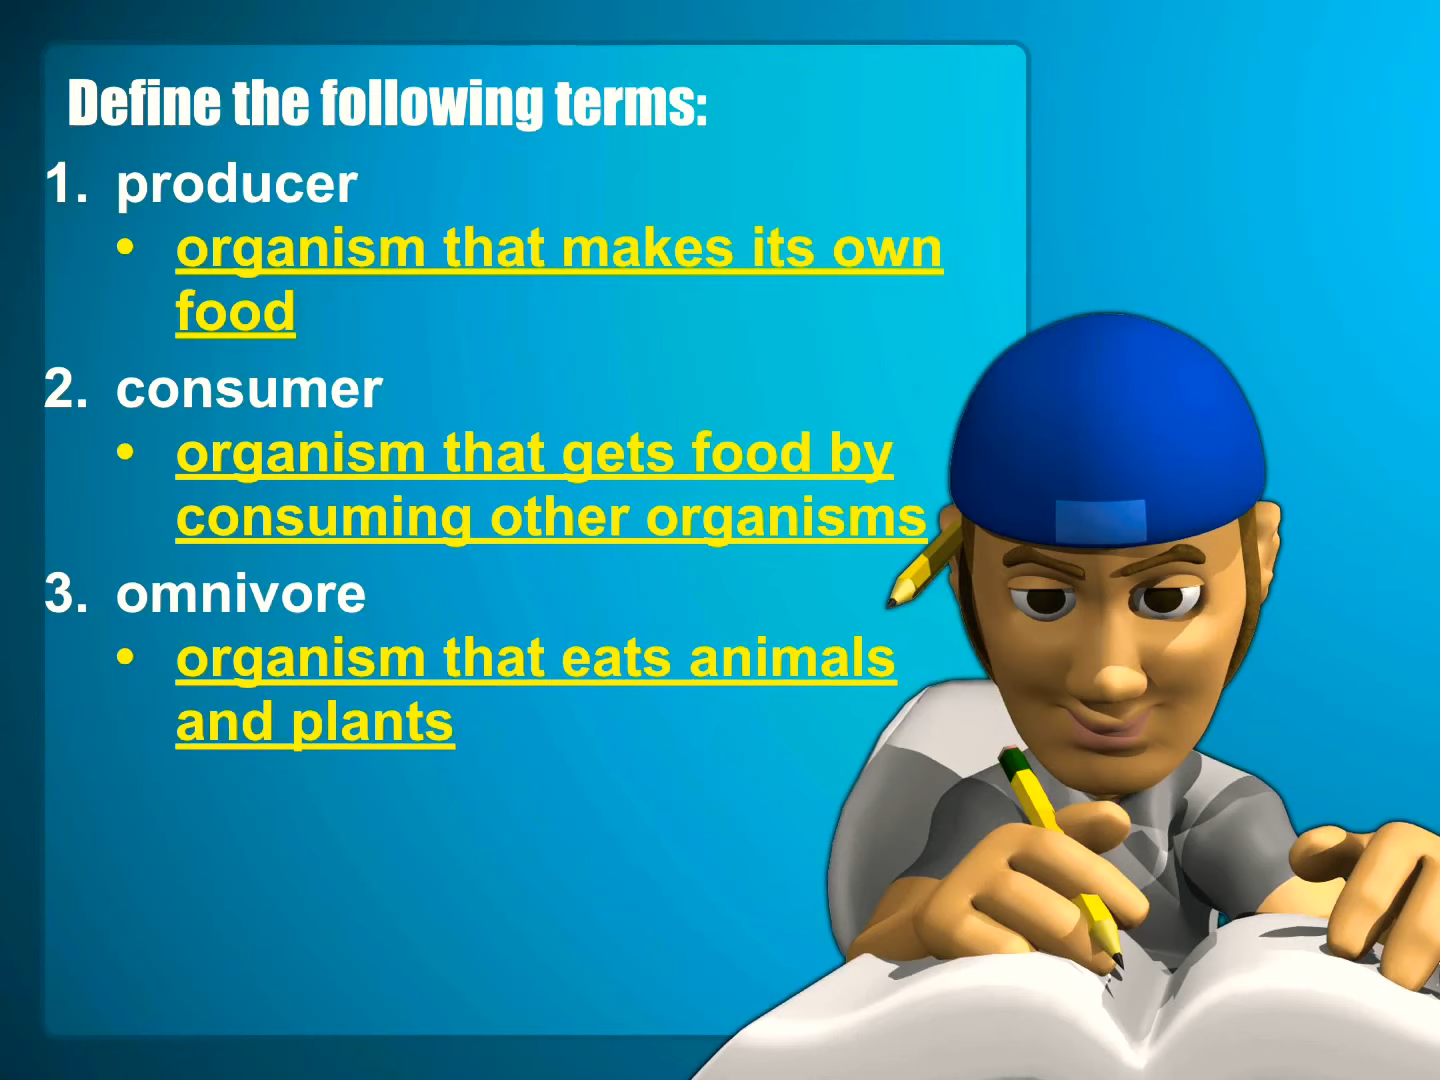 Define the following terms:
1. producer
• organism that makes its own
food
2. consumer
• organism that gets food by
consuming other organisms
3. omnivore
• organism that eats animals
and plants